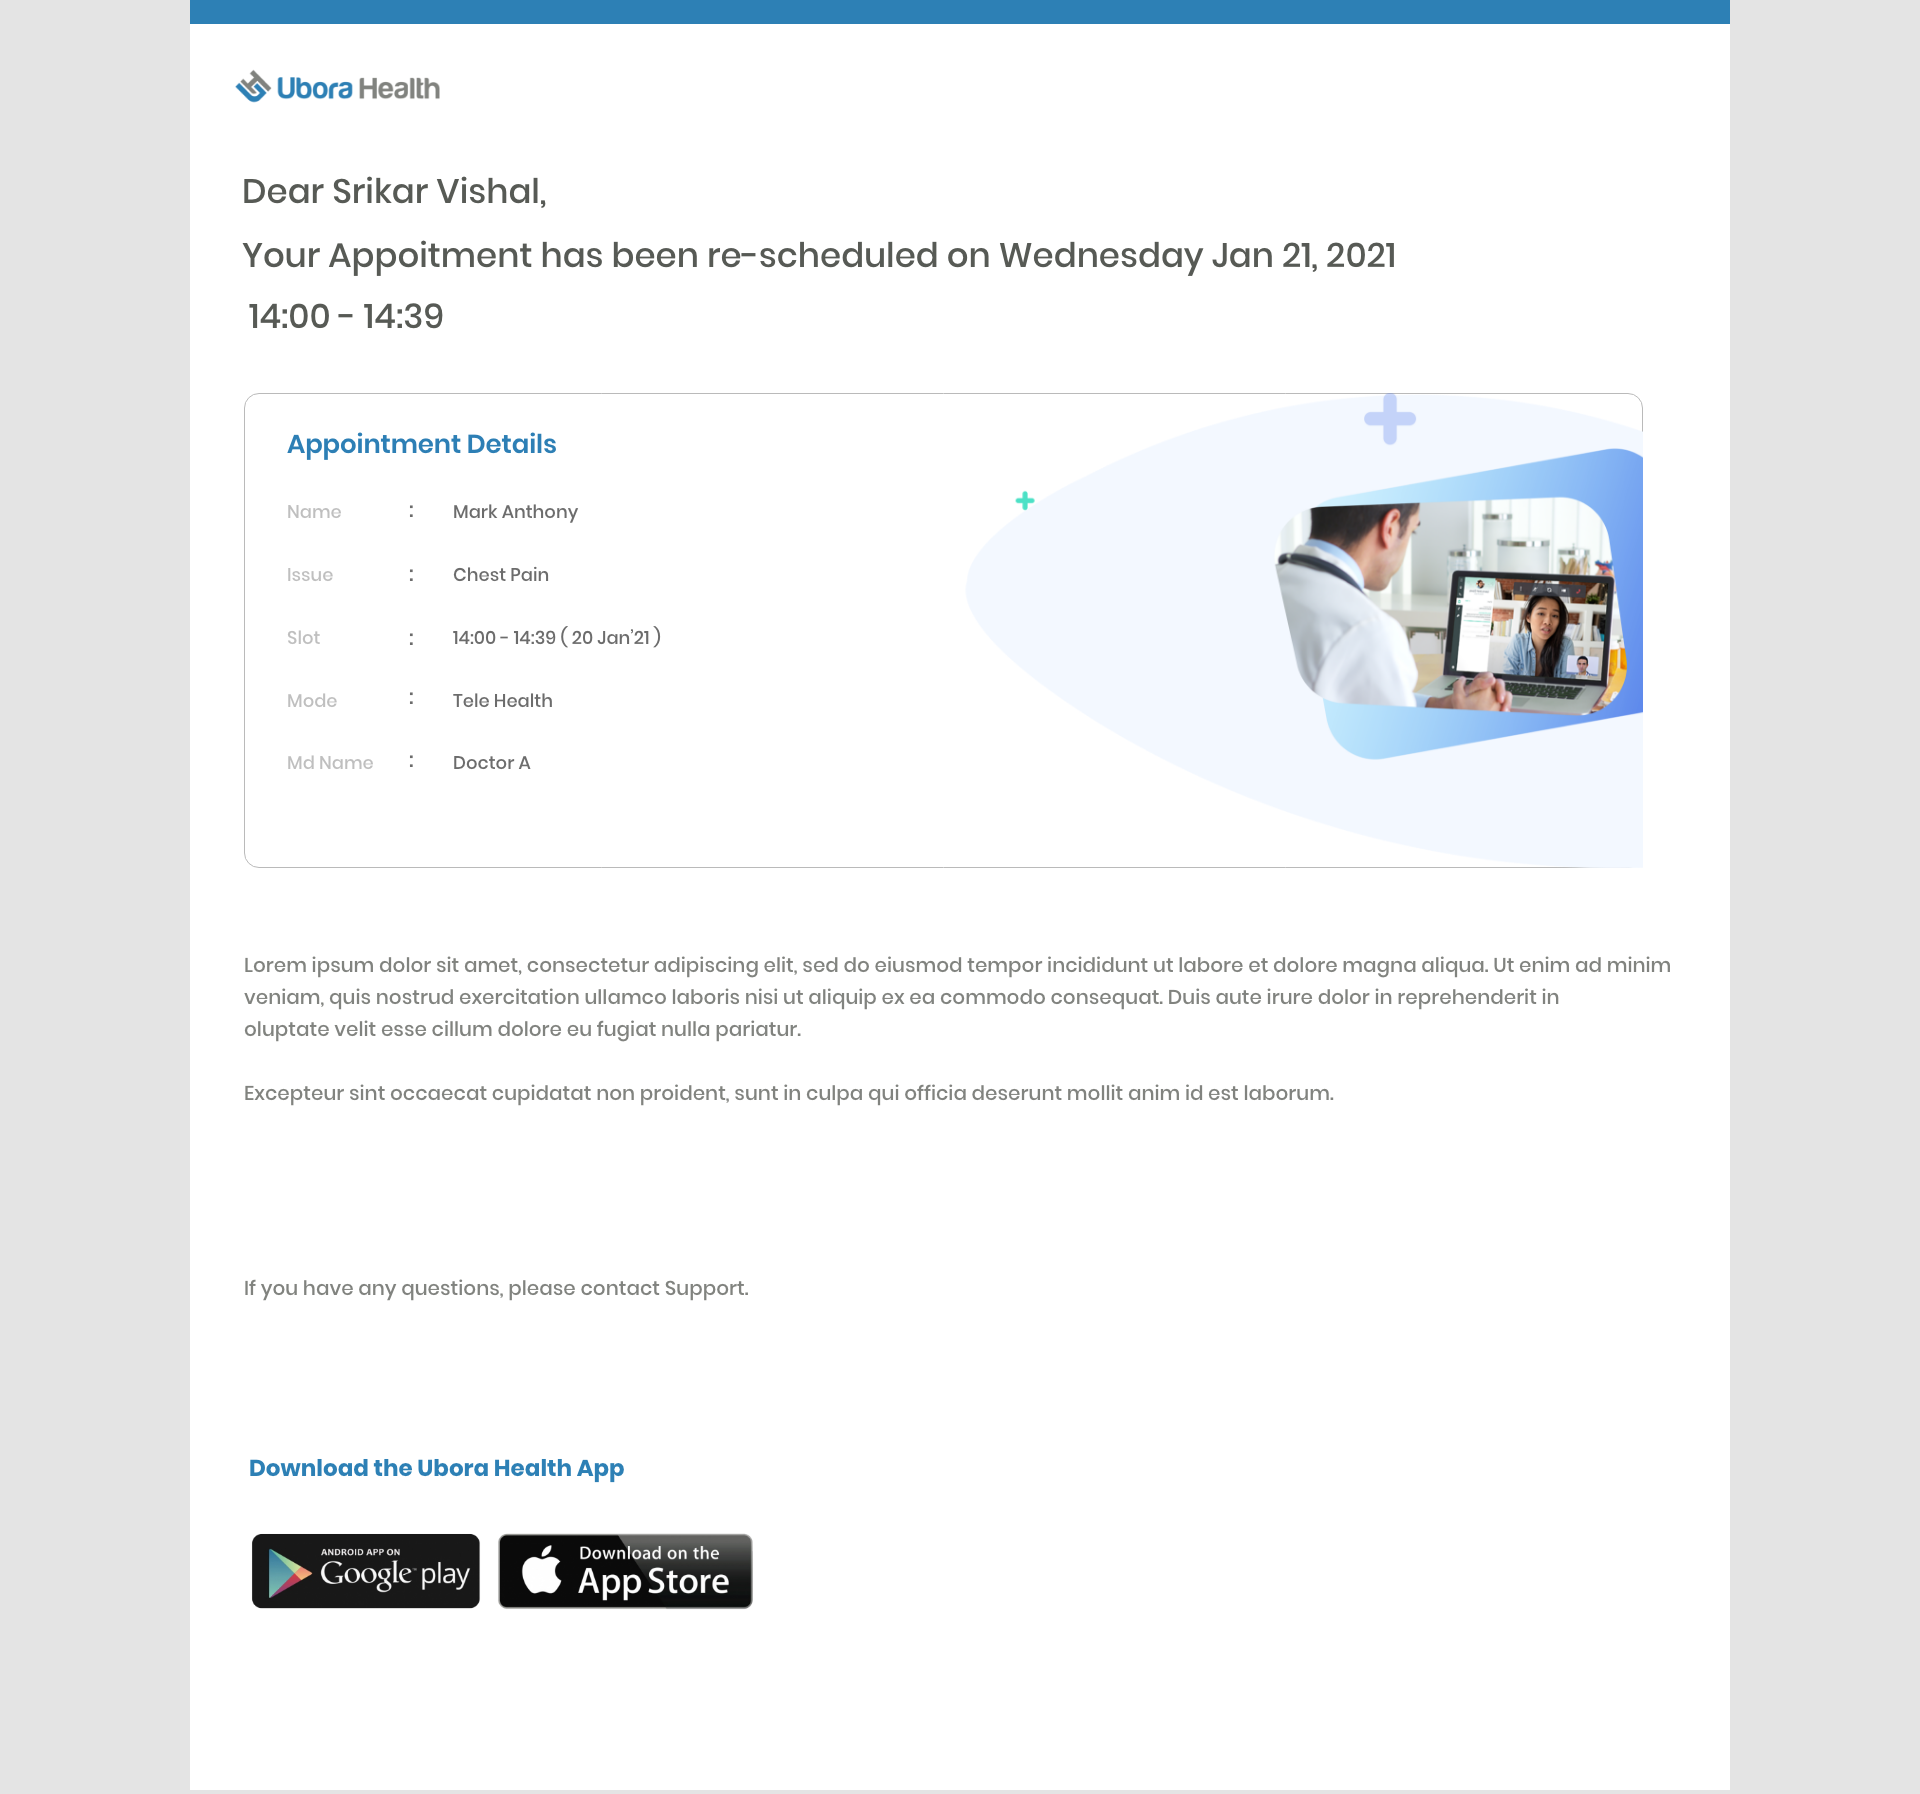 Ubora Health
Dear Srikar Vishal,
Your Appoitment has been re-scheduled on Wednesday Jan 21, 2021
14:00 - 14:39
Appointment Details
Name : Mark Anthony
Issue : Chest Pain
Slot : 14:00 - 14:39 ( 20 Jan'21 )
Mode : Tele Health
Md Name : Doctor A
Lorem ipsum dolor sit amet, consectetur adipiscing elit, sed do eiusmod tempor incididunt ut labore et dolore magna aliqua. Ut enim ad minim
veniam, quis nostrud exercitation ullamco laboris nisi ut aliquip ex ea commodo consequat. Duis aute irure dolor in reprehenderit in
oluptate velit esse cillum dolore eu fugiat nulla pariatur.
Excepteur sint occaecat cupidatat non proident, sunt in culpa qui officia deserunt mollit anim id est laborum.
If you have any questions, please contact Support.
Download the Ubora Health App
ANDROID APP ON
Google play
Download on the
App Store